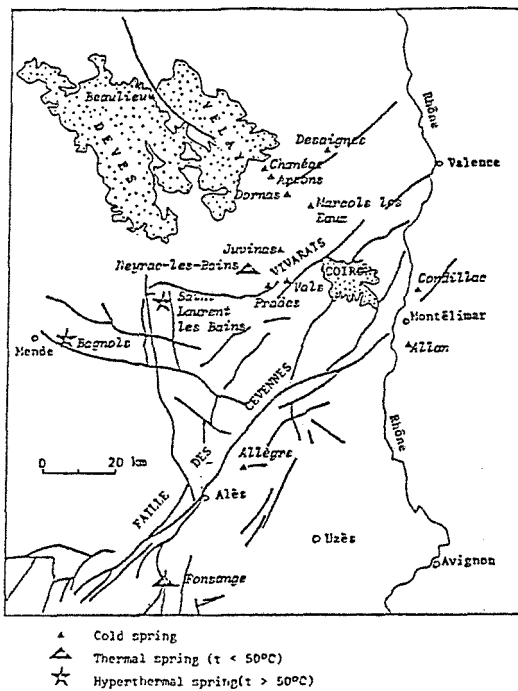 Beaulieu
DEVES
VELAY
Rhône
Desaignes
Valence
Chanéac
Aprons
Dornas
Marcols les
Eaux
Juvinas
VIVARAIS
Neyrac-les-Bains
COIRO
Condillac
Vals
Prades
Saint
Laurent
les Bains
Montélimar
Allan
Mende
Bagnols
CEVENNES
Rhône
0 20 km
DES
Allègre
FAILLE
Alès
Uzès
Avignon
Fonsange
Cold spring
Thermal spring (t < 50°C)
Hyperthermal spring(t > 50°C)